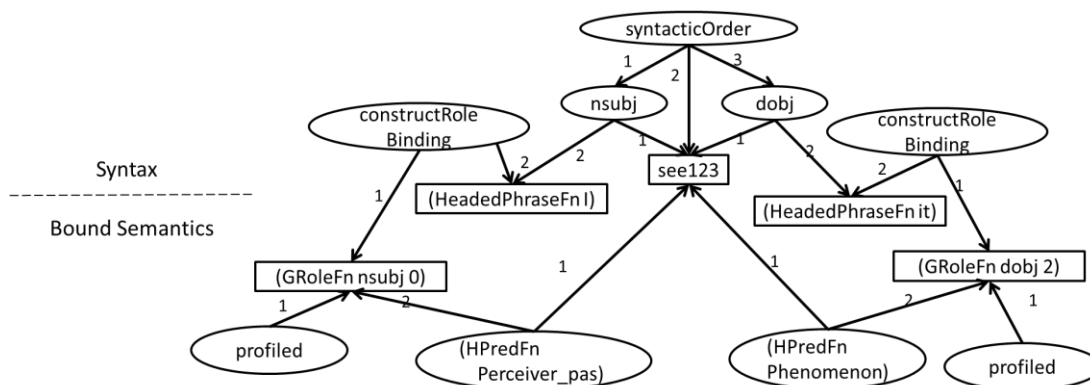 syntacticOrder
1
2
3
nsubj
dobj
constructRole
Binding
constructRole
Binding
2
2
1
1
2
2
Syntax
see123
1
(HeadedPhraseFn I)
(HeadedPhraseFn it)
1
Bound Semantics
1
1
(GRoleFn nsubj 0)
(GRoleFn dobj 2)
1
2
2
1
profiled
(HPredFn
Perceiver_pas)
(HPredFn
Phenomenon)
profiled